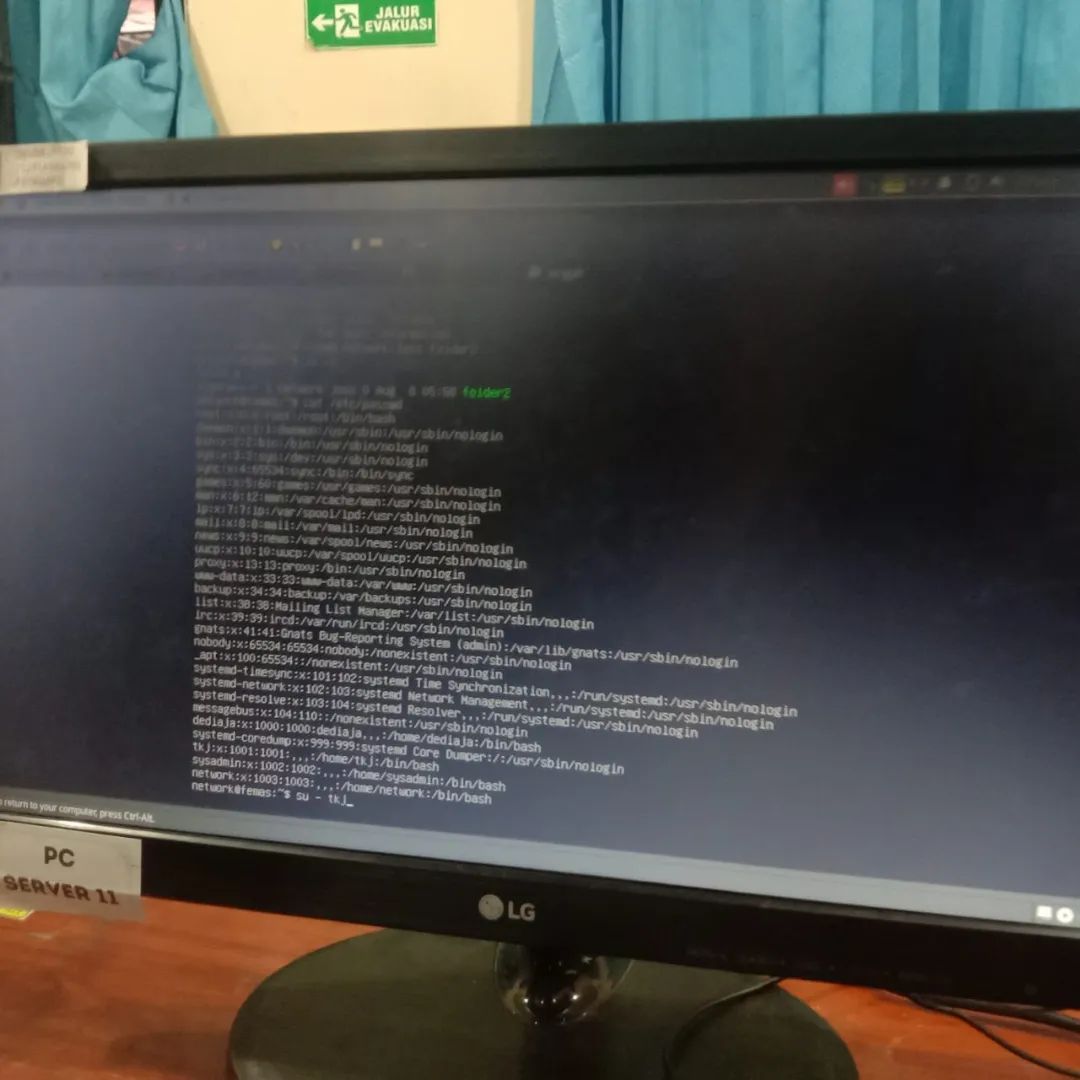 JALUR
EVAKUASI
folder2
cat /etc/passwd
root:/root:/bin/bash
daemon:x:1:1:daemon:/usr/sbin:/usr/sbin/nologin
bin:x:2:2:bin:/bin:/usr/sbin/nologin
sys:x:3:3:sys:/dev:/usr/sbin/nologin
sync:x:4:65534:sync:/bin:/bin/sync
games:x:5:60:games:/usr/games:/usr/sbin/nologin
man:x:6:12:man:/var/cache/man:/usr/sbin/nologin
lp:x:7:7:lp:/var/spool/lpd:/usr/sbin/nologin
mail:x:8:8:mail:/var/mail:/usr/sbin/nologin
news:x:9:9:news:/var/spool/news:/usr/sbin/nologin
uucp:x:10:10:uucp:/var/spool/uucp:/usr/sbin/nologin
proxy:x:13:13:proxy:/bin:/usr/sbin/nologin
www-data:x:33:33:www-data:/var/www:/usr/sbin/nologin
backup:x:34:34:backup:/var/backups:/usr/sbin/nologin
list:x:38:38:Mailing List Manager:/var/list:/usr/sbin/nologin
irc:x:39:39:ircd:/var/run/ircd:/usr/sbin/nologin
gnats:x:41:41:Gnats Bug-Reporting System (admin):/var/lib/gnats:/usr/sbin/nologin
nobody:x:65534:65534:nobody:/nonexistent:/usr/sbin/nologin
_apt:x:100:65534::/nonexistent:/usr/sbin/nologin
systemd-timesync:x:101:102:systemd Time Synchronization,,,:/run/systemd:/usr/sbin/nologin
systemd-network:x:102:103:systemd Network Management,,,:/run/systemd:/usr/sbin/nologin
systemd-resolve:x:103:104:systemd Resolver,,,:/run/systemd:/usr/sbin/nologin
messagebus:x:104:110::/nonexistent:/usr/sbin/nologin
dediaja:x:1000:1000:dediaja,,,:/home/dediaja:/bin/bash
systemd-coredump:x:999:999:systemd Core Dumper:/:/usr/sbin/nologin
tkj:x:1001:1001:,,,:/home/tkj:/bin/bash
sysadmin:x:1002:1002:,,,:/home/sysadmin:/bin/bash
network:x:1003:1003:,,,:/home/network:/bin/bash
network@femas:~$ su - tkj_
return to your computer, press Ctrl-Alt.
PC
SERVER 11
LG